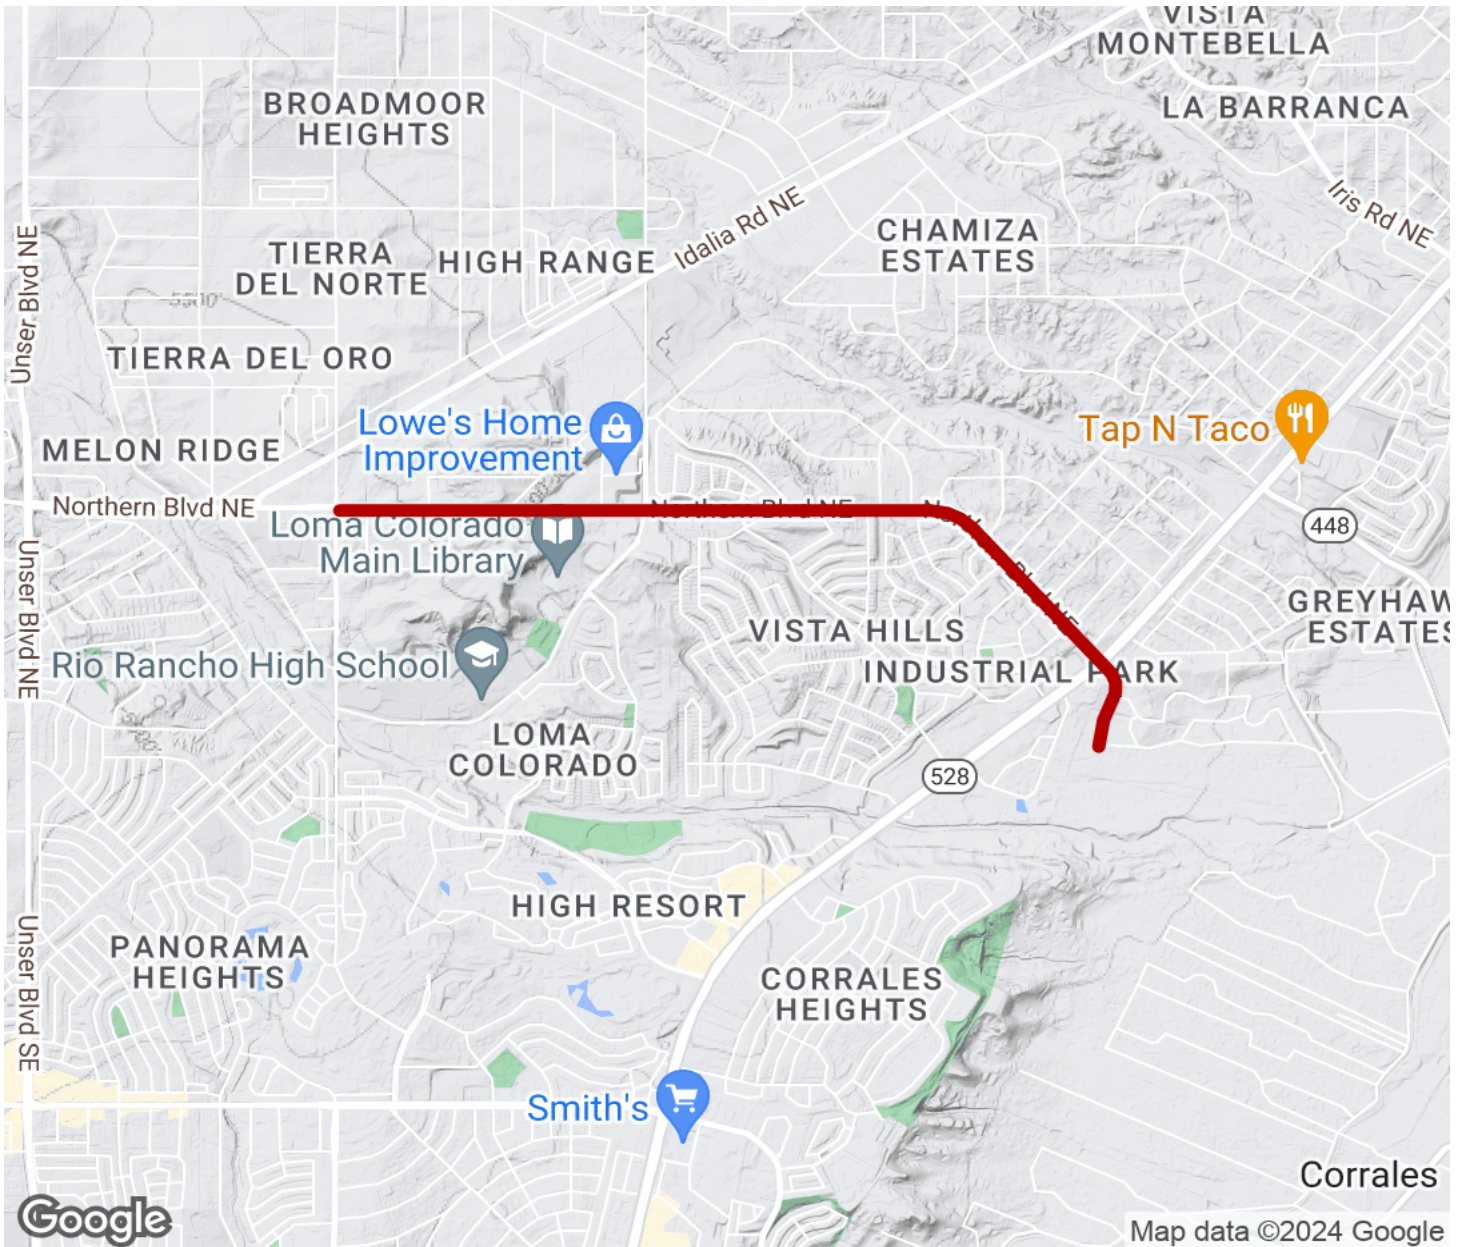 VISTA
MONTEBELLA
BROADMOOR
HEIGHTS
LA BARRANCA
Iris Rd NE
Idalia Rd NE
CHAMIZA
ESTATES
Unser Blvd NE
TIERRA
DEL NORTE
HIGH RANGE
5500
TIERRA DEL ORO
Lowe's Home
Improvement
Tap N Taco
MELON RIDGE
Northern Blvd NE
Northern Blvd NE
448
Loma Colorado
Main Library
Unser Blvd NE
GREYHAW
ESTATES
VISTA HILLS
Rio Rancho High School
INDUSTRIAL PARK
LOMA
COLORADO
528
HIGH RESORT
PANORAMA
HEIGHTS
Unser Blvd SE
CORRALES
HEIGHTS
Smith's
Corrales
Google
Map data ©2024 Google